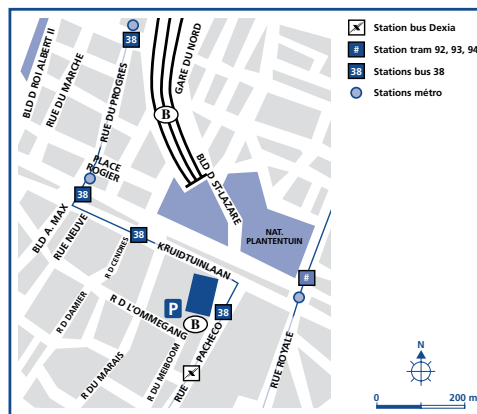 Station bus Dexia
# Station tram 92, 93, 94
38 Stations bus 38
Stations métro
38
BLD D ROI ALBERT II
RUE DU MARCHE
RUE DU PROGRES
GARE DU NORD
B
PLACE
ROGIER
BLD D ST-LAZARE
38
BLD A. MAX
RUE NEUVE
38
R D CENDRES
KRUIDTUINLAAN
NAT.
PLANTENTUIN
#
R D DAMIER
R D L'OMMEGANG
P
B
38
R DU MARAIS
R DU MEIBOOM
RUE PACHECO
RUE ROYALE
N
0 200 m